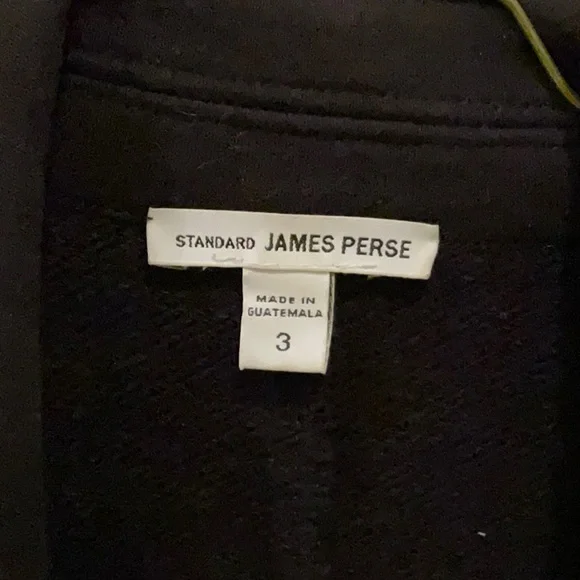 STANDARD JAMES PERSE
MADE IN
GUATEMALA
3